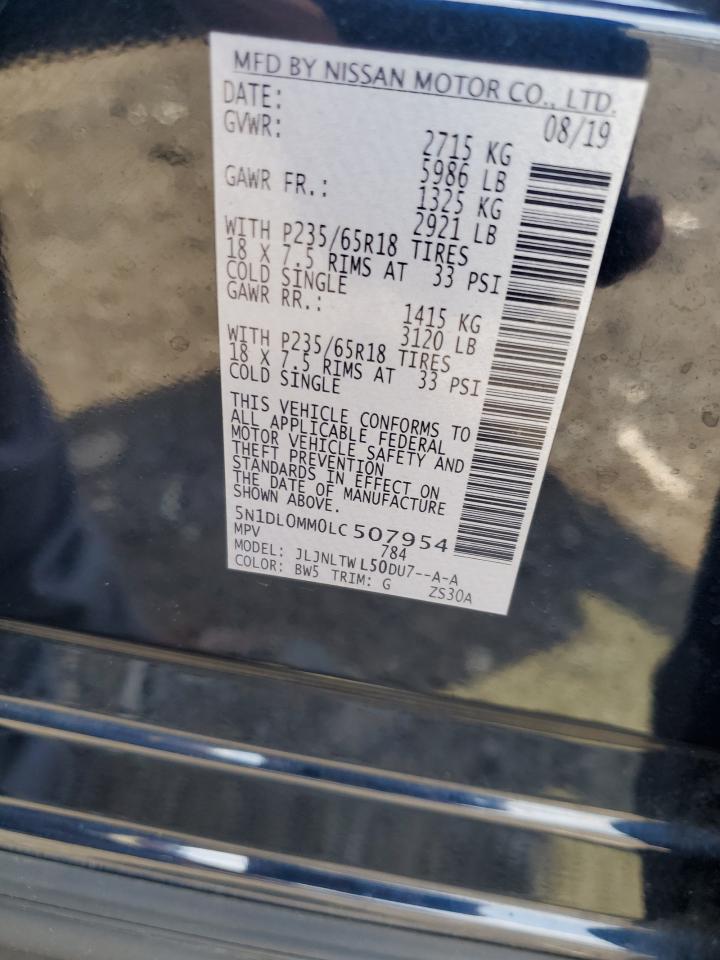 MFD BY NISSAN MOTOR CO., LTD.
DATE: 08/19
GVWR: 2715 KG
5986 LB
GAWR FR.: 1325 KG
2921 LB
WITH P235/65R18 TIRES
18 X 7.5 RIMS AT 33 PSI
COLD SINGLE
GAWR RR.: 1415 KG
3120 LB
WITH P235/65R18 TIRES
18 X 7.5 RIMS AT 33 PSI
COLD SINGLE
THIS VEHICLE CONFORMS TO
ALL APPLICABLE FEDERAL
MOTOR VEHICLE SAFETY AND
THEFT PREVENTION
STANDARDS IN EFFECT ON
THE DATE OF MANUFACTURE
SHOWN ABOVE.
5N1DL0MM0LC507954
MPV 784
MODEL: JLJNLTWL50DU7--A-A
COLOR: BW5 TRIM: G ZS30A